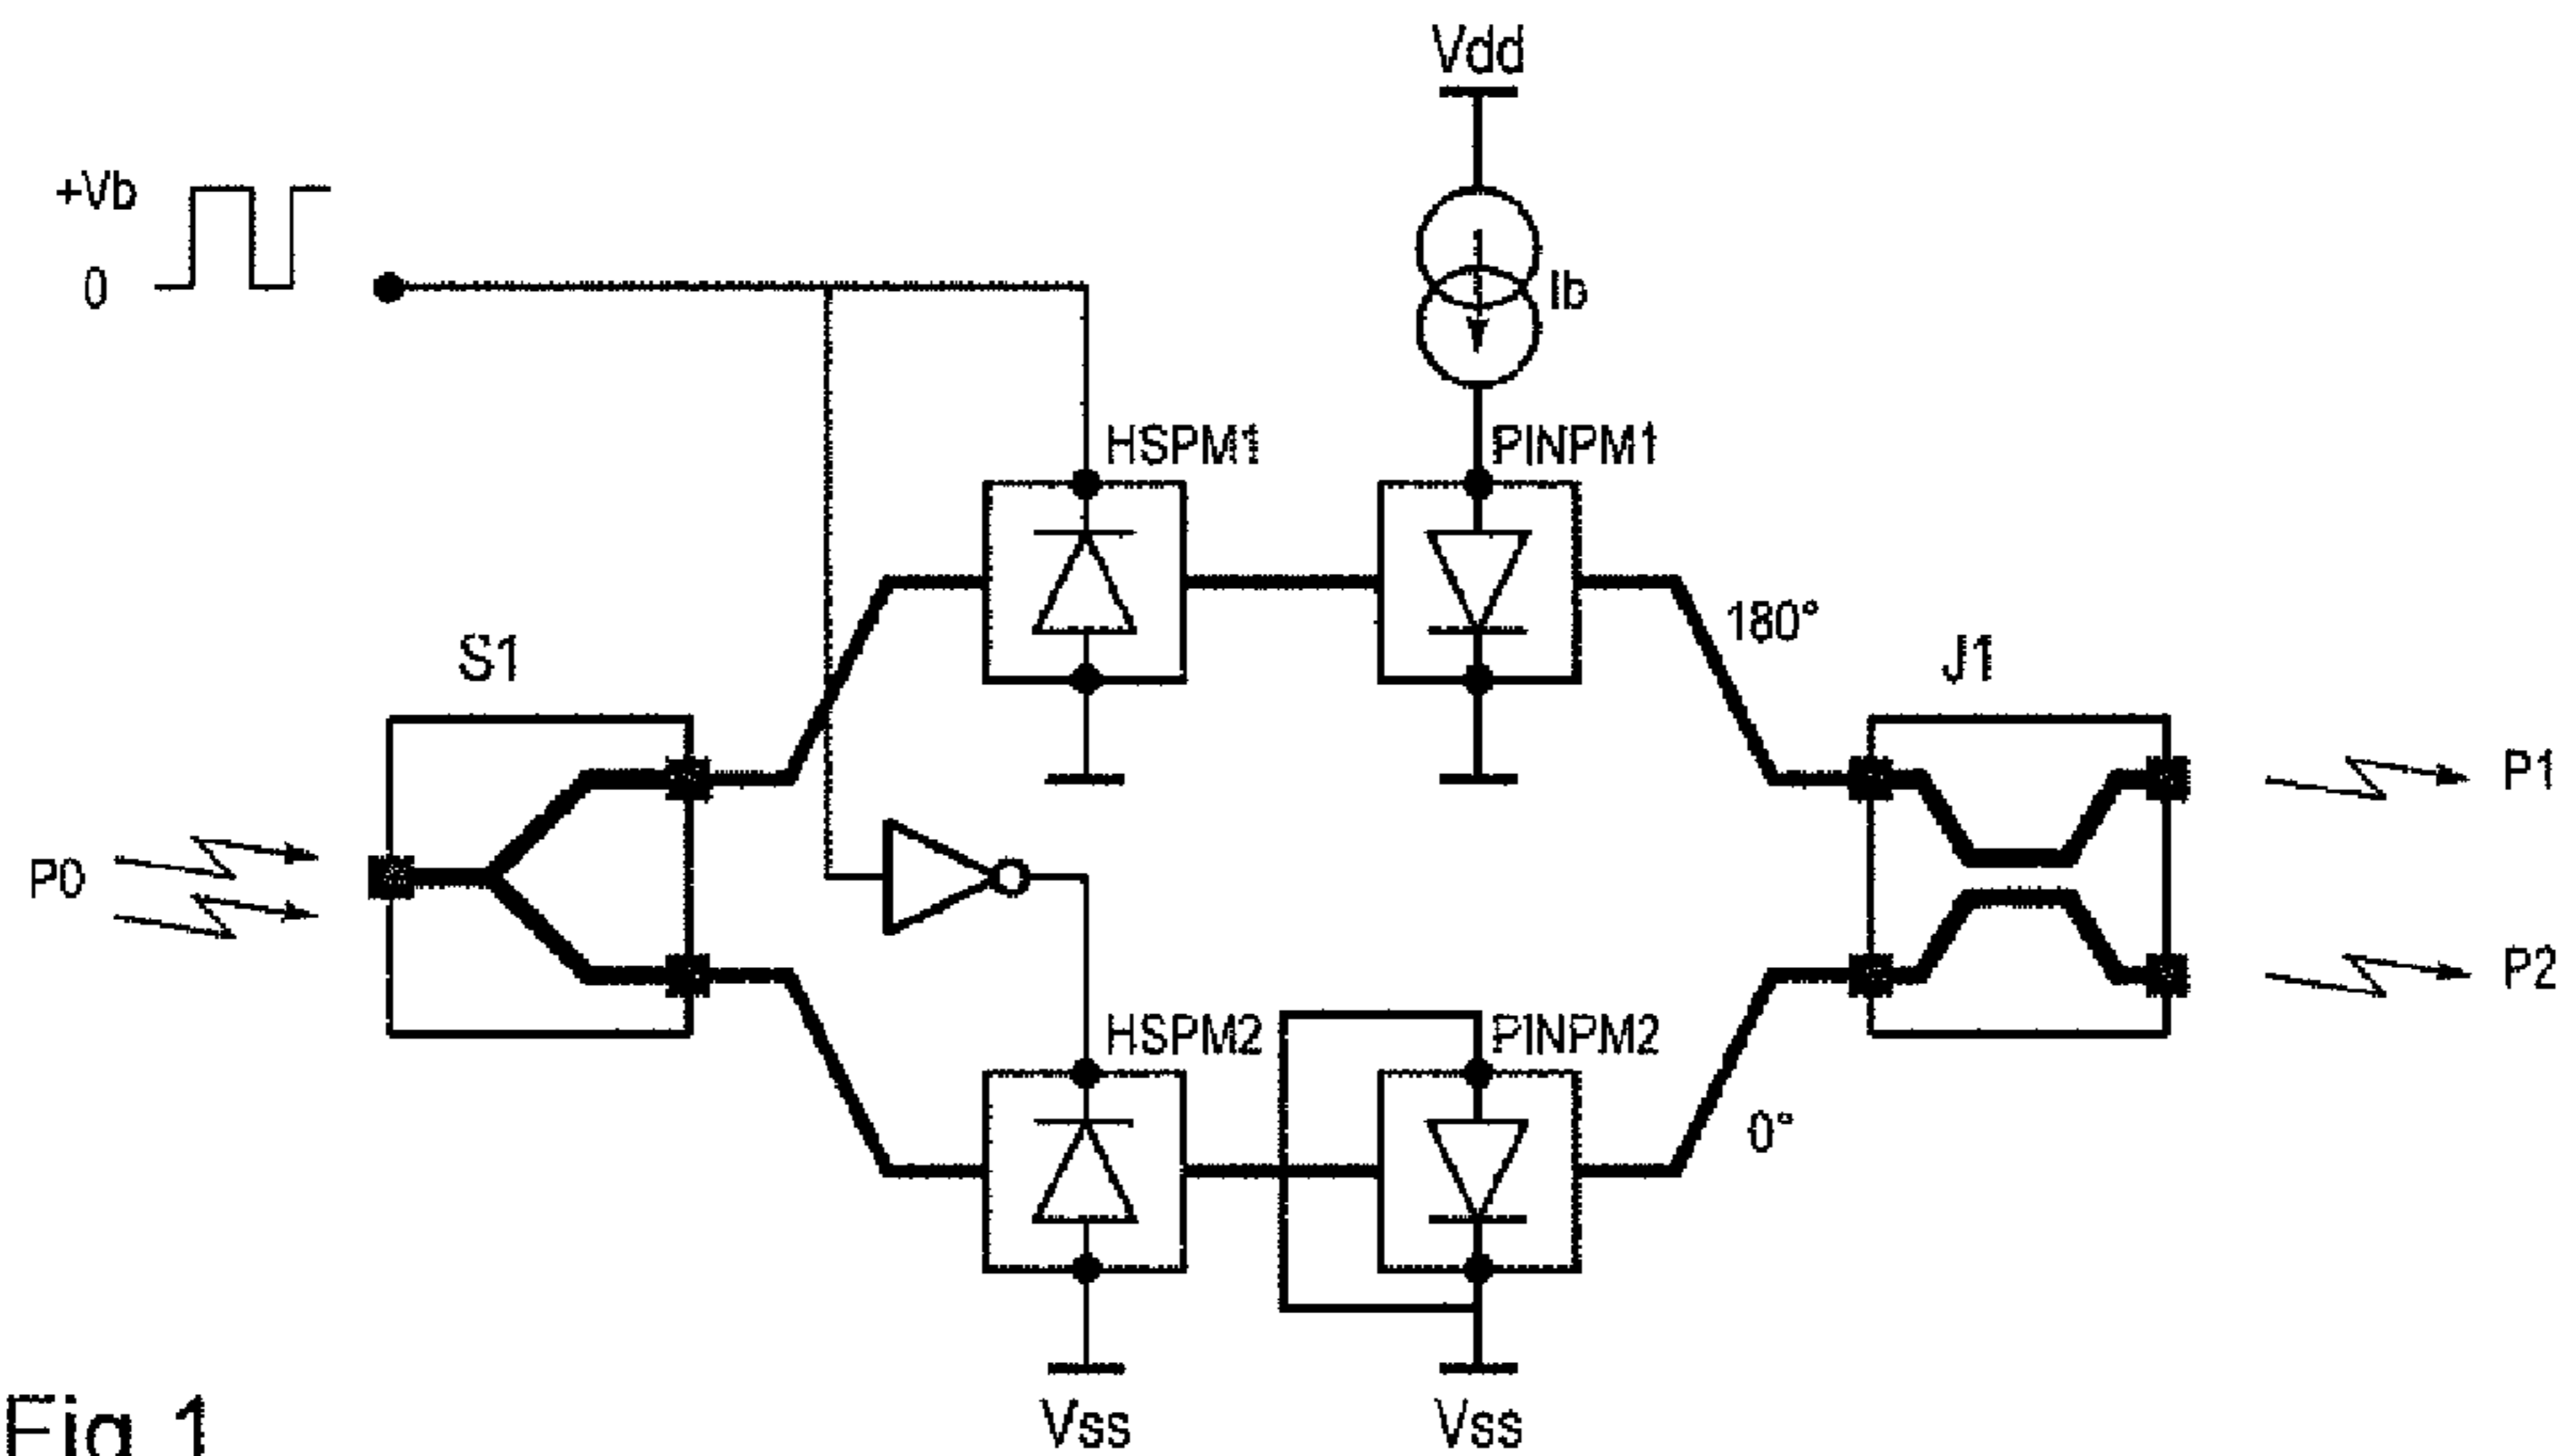 Vdd
+Vb
0
Ib
HSPM1
PINPM1
180°
S1
J1
P1
P0
P2
HSPM2
PINPM2
0°
Vss
Vss
Fig 1